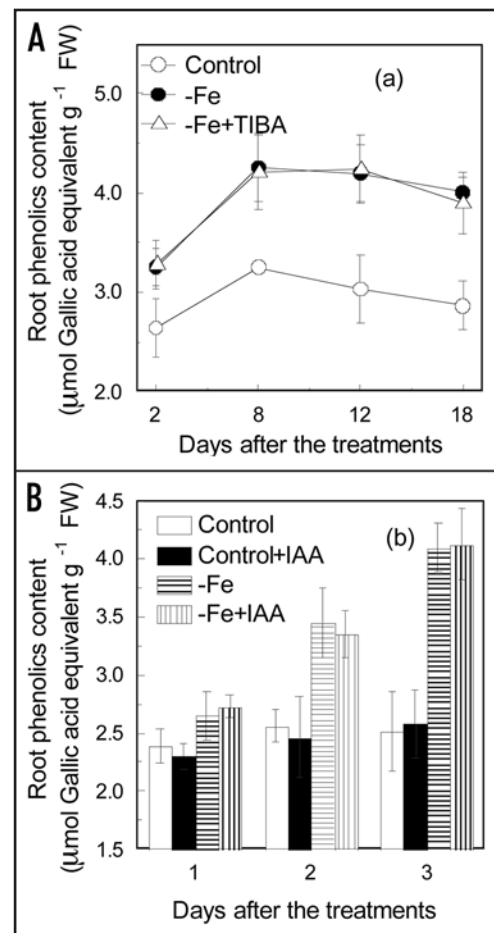 A
Control
-Fe
-Fe+TIBA
(a)
Root phenolics content
(μmol Gallic acid equivalent g⁻¹ FW)
5.0
4.0
3.0
2.0
2 8 12 18
Days after the treatments
B
Control
Control+IAA
-Fe
-Fe+IAA
(b)
Root phenolics content
(μmol Gallic acid equivalent g⁻¹ FW)
4.5
4.0
3.5
3.0
2.5
2.0
1.5
1 2 3
Days after the treatments